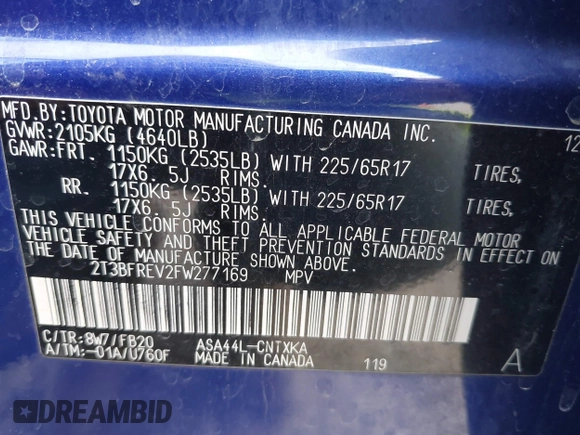 MFD.BY:TOYOTA MOTOR MANUFACTURING CANADA INC. 12
GVWR:2105KG (4640LB)
GAWR:FRT. 1150KG (2535LB) WITH 225/65R17 TIRES,
17X6. 5J RIMS.
RR. 1150KG (2535LB) WITH 225/65R17 TIRES,
17X6. 5J RIMS.
THIS VEHICLE CONFORMS TO ALL APPLICABLE FEDERAL MOTOR
VEHICLE SAFETY AND THEFT PREVENTION STANDARDS IN EFFECT ON
THE DATE OF MANUFACTURE SHOWN ABOVE.
2T3BFREV2FW277169 MPV
C/TR:8W7/FB20 ASA44L-CNTXKA
A/TM:-01A/U760F MADE IN CANADA 119 A
DREAMBID